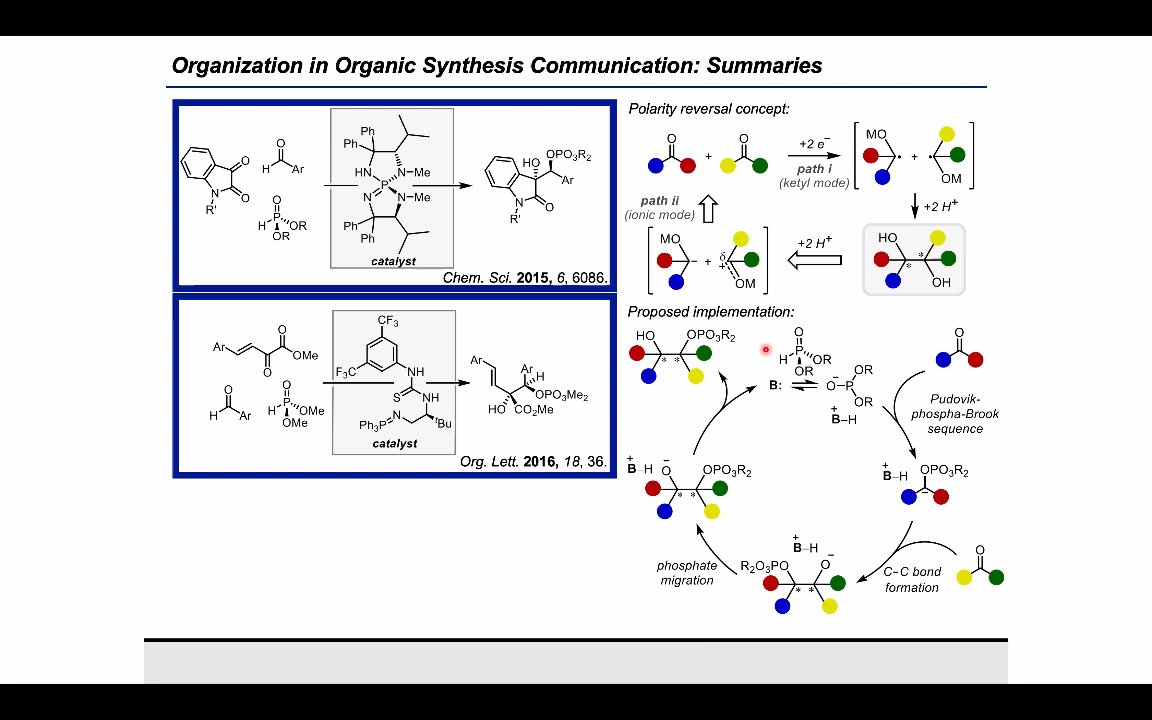 Organization in Organic Synthesis Communication: Summaries
O
O
N
R'
O
H
Ar
O
H
P
OR
OR
Ph
Ph
HN
N
Me
P
N
N
Me
Ph
Ph
catalyst
HO
OPO3R2
Ar
N
O
R'
Chem. Sci. 2015, 6, 6086.
Ar
O
O
OMe
O
H
Ar
O
H
P
OMe
OMe
CF3
F3C
NH
S
NH
Ph3P
N
tBu
catalyst
Ar
Ar
H
OPO3Me2
HO
CO2Me
Org. Lett. 2016, 18, 36.
Polarity reversal concept:
O
+
O
+2 e−
path i
(ketyl mode)
MO
+
OM
path ii
(ionic mode)
+2 H+
MO
−
+
δ
+
OM
+2 H+
HO
*
*
OH
Proposed implementation:
HO
OPO3R2
* *
O
H
P
OR
OR
B:
−
O
P
OR
OR
+
B–H
O
Pudovik-
phospha-Brook
sequence
+
B–H
OPO3R2
−
+
B–H
−
O
OPO3R2
* *
phosphate
migration
+
B–H
R2O3PO
O
−
* *
C–C bond
formation
O